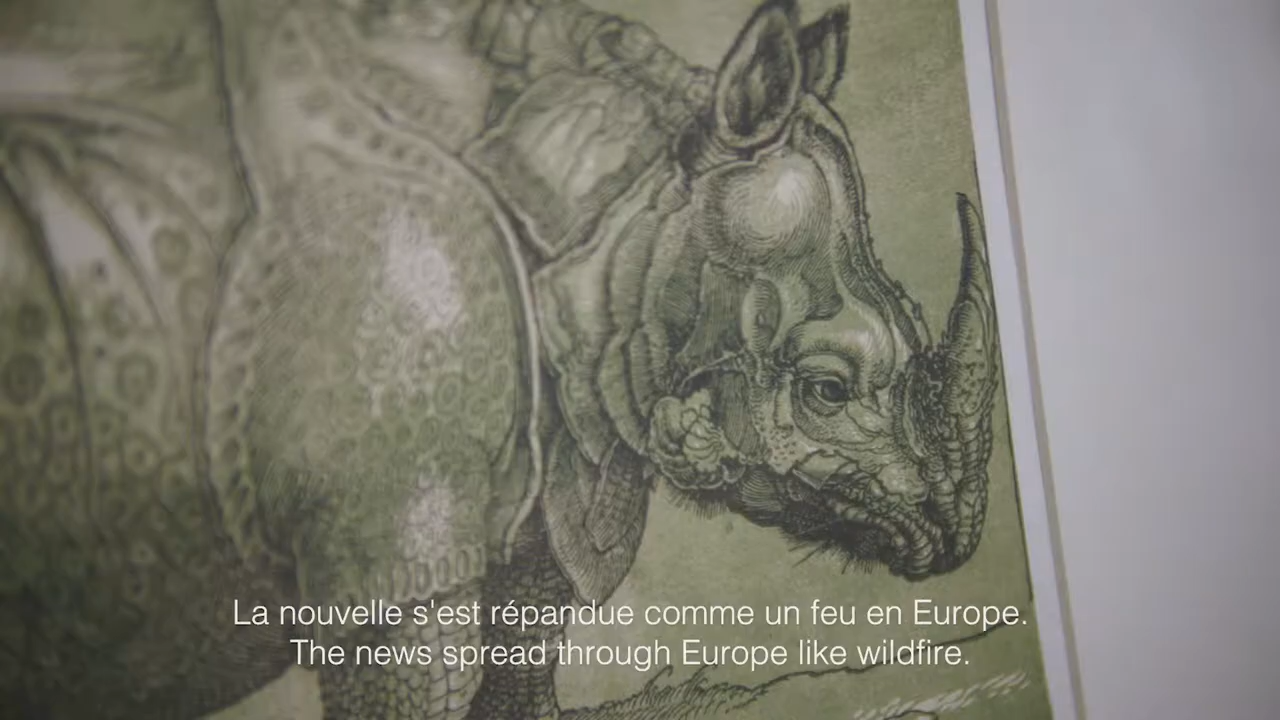 La nouvelle s'est répandue comme un feu en Europe.
The news spread through Europe like wildfire.